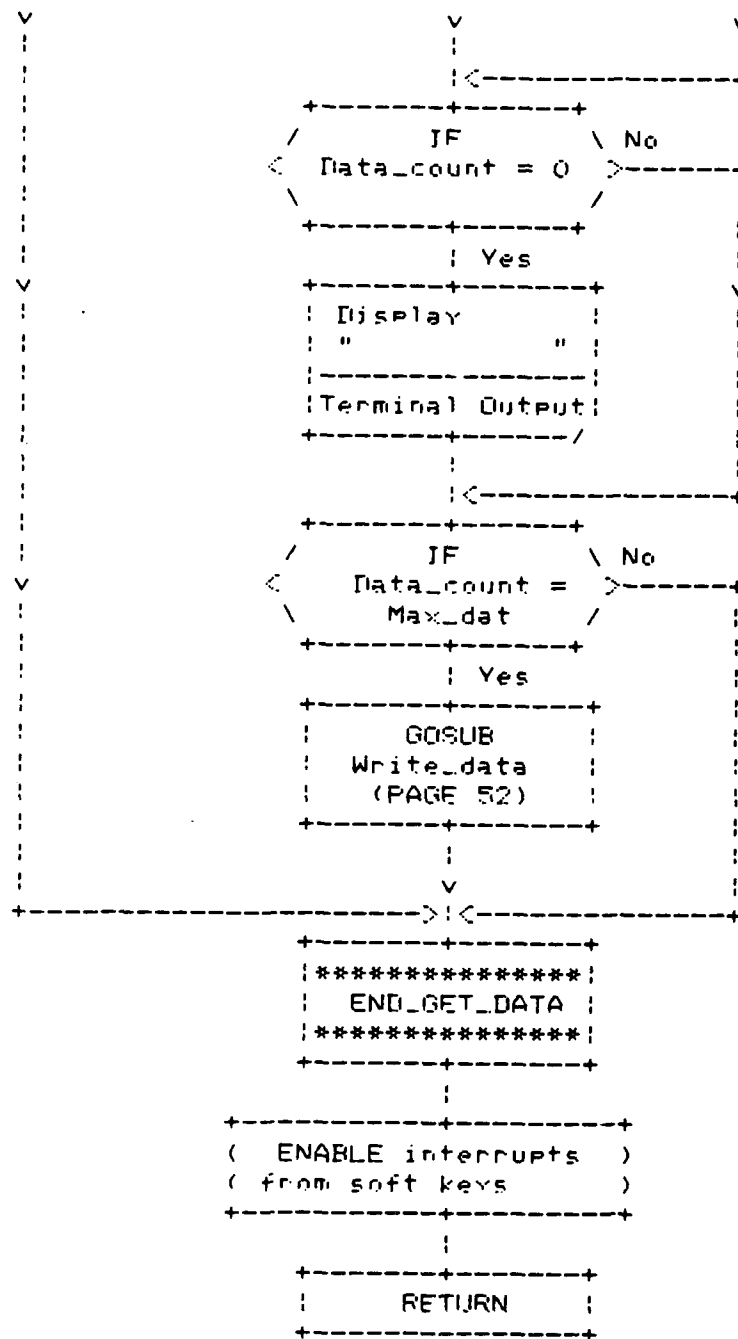 IF
No
Data_count = 0
Yes
Display
" "
Terminal Output
IF
No
Data_count =
Max_dat
Yes
GOSUB
Write_data
(PAGE 52)
***************
END_GET_DATA
***************
( ENABLE interrupts )
( from soft keys )
RETURN